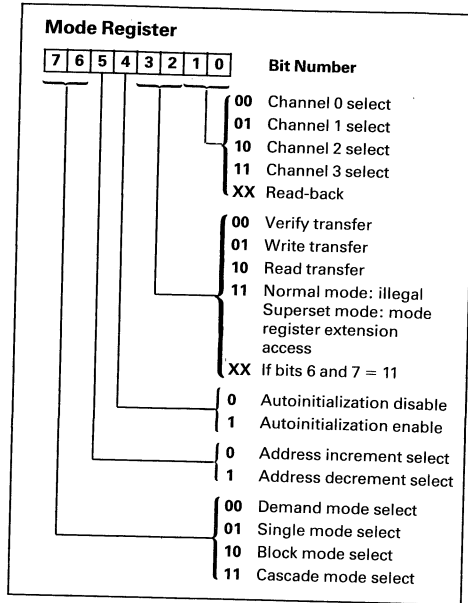 Mode Register
7 6 5 4 3 2 1 0 Bit Number
00 Channel 0 select
01 Channel 1 select
10 Channel 2 select
11 Channel 3 select
XX Read-back
00 Verify transfer
01 Write transfer
10 Read transfer
11 Normal mode: illegal
Superset mode: mode
register extension
access
XX If bits 6 and 7 = 11
0 Autoinitialization disable
1 Autoinitialization enable
0 Address increment select
1 Address decrement select
00 Demand mode select
01 Single mode select
10 Block mode select
11 Cascade mode select